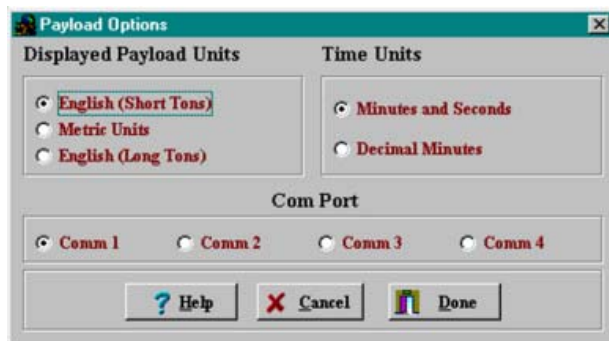 Payload Options
Displayed Payload Units
Time Units
English (Short Tons)
Metric Units
English (Long Tons)
Minutes and Seconds
Decimal Minutes
Com Port
Comm 1 Comm 2 Comm 3 Comm 4
Help Cancel Done